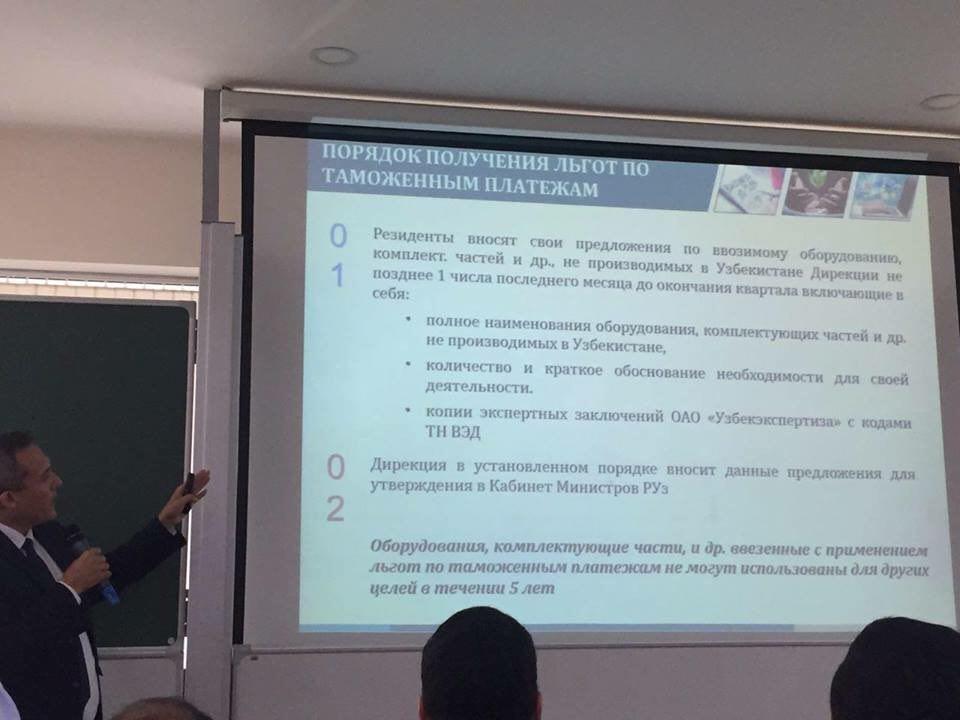 ПОРЯДОК ПОЛУЧЕНИЯ ЛЬГОТ ПО
ТАМОЖЕННЫМ ПЛАТЕЖАМ
0
1
Резиденты вносят свои предложения по ввозимому оборудованию,
комплект. частей и др., не производимых в Узбекистане Дирекции не
позднее 1 числа последнего месяца до окончания квартала включающие в
себя:
• полное наименования оборудования, комплектующих частей и др.
не производимых в Узбекистане,
• количество и краткое обоснование необходимости для своей
деятельности.
• копии экспертных заключений ОАО «Узбекэкспертиза» с кодами
ТН ВЭД
0
2
Дирекция в установленном порядке вносит данные предложения для
утверждения в Кабинет Министров РУз
Оборудования, комплектующие части, и др. ввезенные с применением
льгот по таможенным платежам не могут использованы для других
целей в течении 5 лет